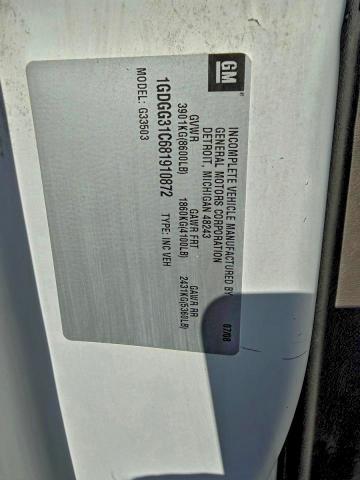 GM
INCOMPLETE VEHICLE MANUFACTURED BY
GENERAL MOTORS CORPORATION
DETROIT, MICHIGAN 48243
07/08
GVWR GAWR FRT GAWR RR
3901KG(8600LB) 1860KG(4100LB) 2431KG(5360LB)
1GDGG31C681910872 TYPE: INC VEH
MODEL: G33503